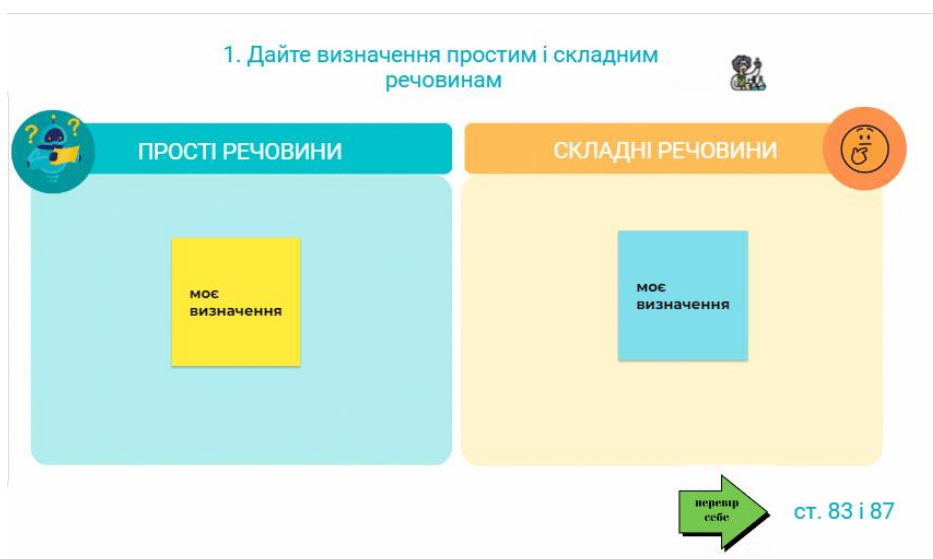 1. Дайте визначення простим і складним
речовинам
? ?
ПРОСТІ РЕЧОВИНИ
СКЛАДНІ РЕЧОВИНИ
моє
визначення
моє
визначення
перевір
себе
ст. 83 і 87